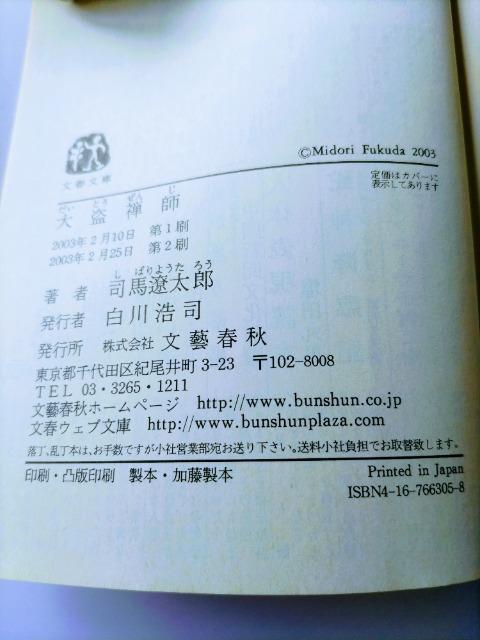 ©Midori Fukuda 2003
定価はカバーに
表示してあります
文春文庫
だい とう ぜん じ
大盗禅師
2003年2月10日 第1刷
2003年2月25日 第2刷
し ば りようた ろう
著者 司馬遼太郎
発行者 白川浩司
発行所 株式会社 文藝春秋
東京都千代田区紀尾井町3-23 〒102-8008
TEL 03・3265・1211
文藝春秋ホームページ http://www.bunshun.co.jp
文春ウェブ文庫 http://www.bunshunplaza.com
落丁、乱丁本は、お手数ですが小社営業部宛お送り下さい。送料小社負担でお取替致します。
印刷・凸版印刷 製本・加藤製本
Printed in Japan
ISBN4-16-766305-8